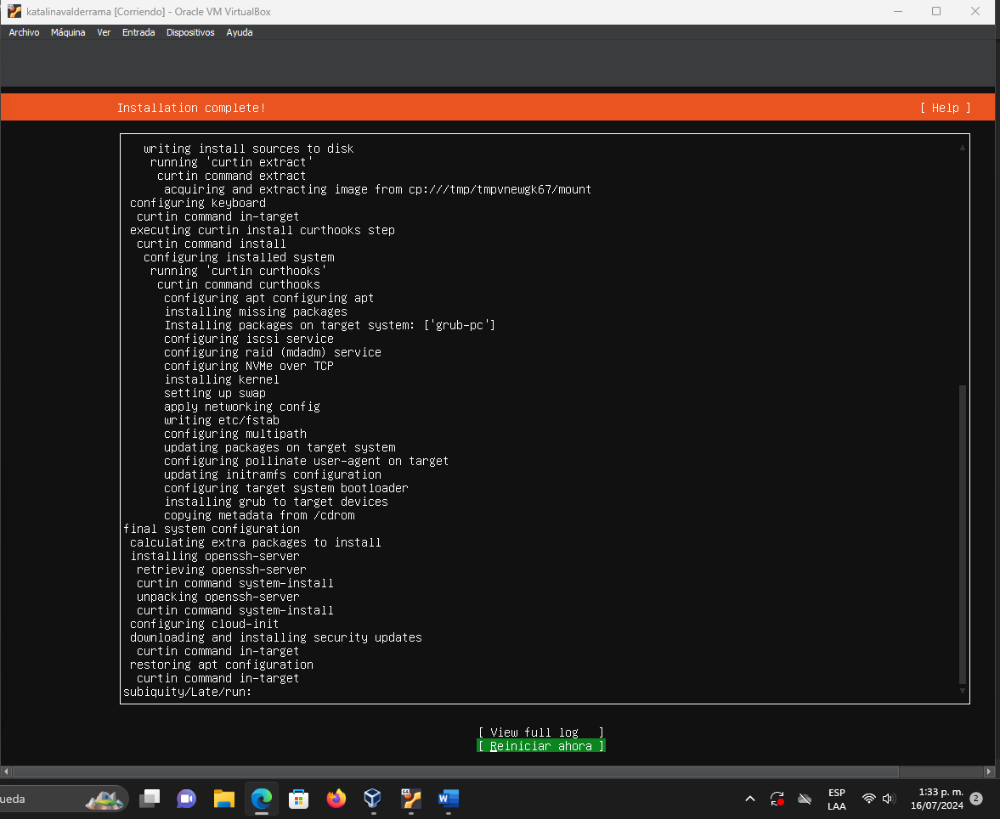 katalinavalderrama [Corriendo] - Oracle VM VirtualBox
Archivo Máquina Ver Entrada Dispositivos Ayuda
Installation complete! [ Help ]
writing install sources to disk
running 'curtin extract'
curtin command extract
acquiring and extracting image from cp:///tmp/tmpvnewgk67/mount
configuring keyboard
curtin command in-target
executing curtin install curthooks step
curtin command install
configuring installed system
running 'curtin curthooks'
curtin command curthooks
configuring apt configuring apt
installing missing packages
Installing packages on target system: ['grub-pc']
configuring iscsi service
configuring raid (mdadm) service
configuring NVMe over TCP
installing kernel
setting up swap
apply networking config
writing etc/fstab
configuring multipath
updating packages on target system
configuring pollinate user-agent on target
updating initramfs configuration
configuring target system bootloader
installing grub to target devices
copying metadata from /cdrom
final system configuration
calculating extra packages to install
installing openssh-server
retrieving openssh-server
curtin command system-install
unpacking openssh-server
curtin command system-install
configuring cloud-init
downloading and installing security updates
curtin command in-target
restoring apt configuration
curtin command in-target
subiquity/Late/run:
[ View full log ]
[ Reiniciar ahora ]
ueda
ESP
LAA
1:33 p. m.
16/07/2024
2